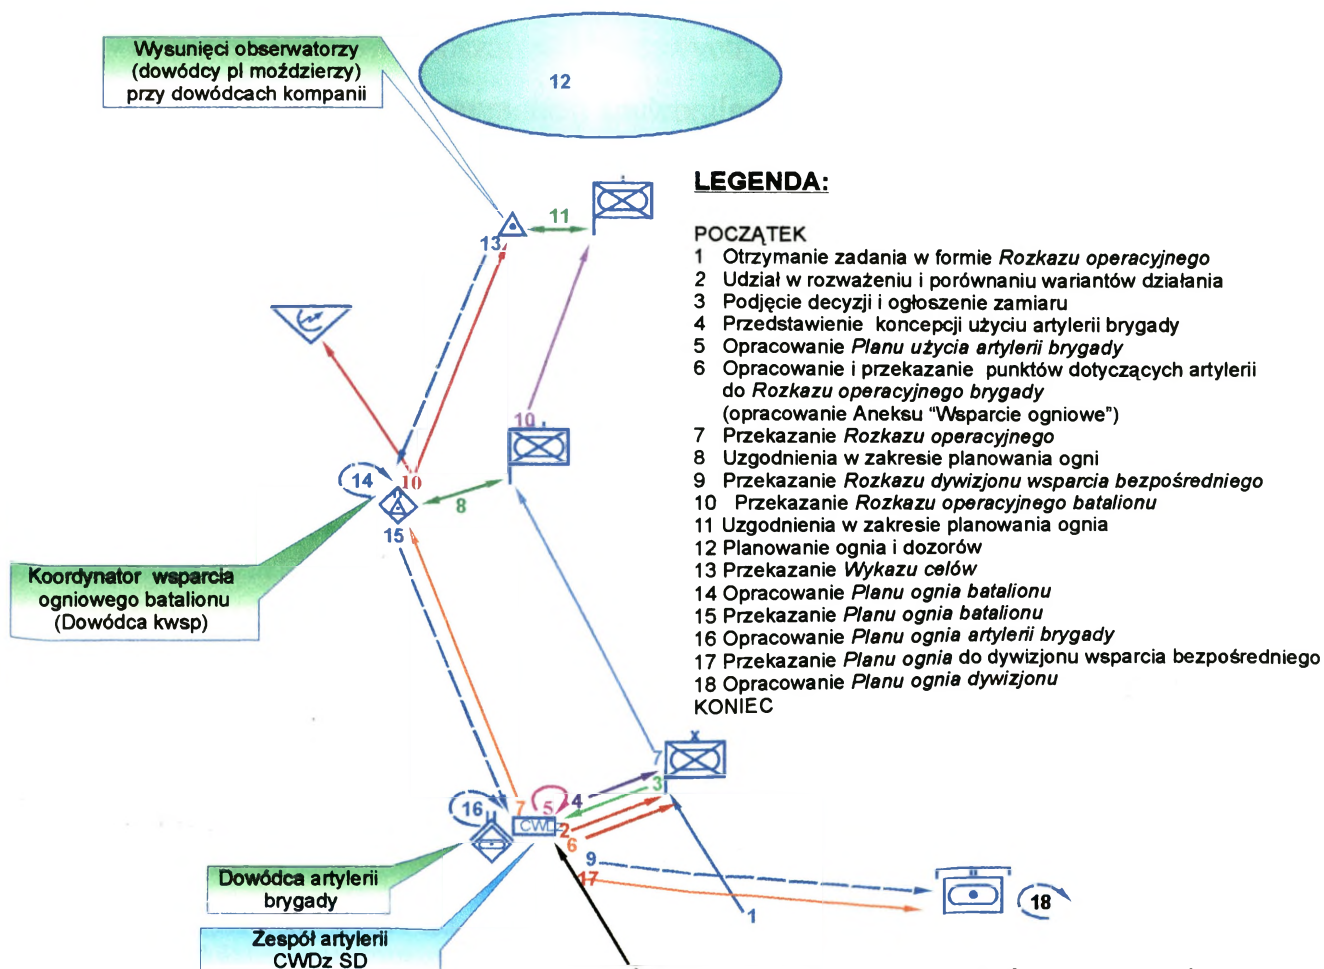 Wysunięci obserwatorzy
(dowódcy pl moździerzy)
przy dowódcach kompanii
12
11
13
LEGENDA:
POCZĄTEK
1 Otrzymanie zadania w formie Rozkazu operacyjnego
2 Udział w rozważeniu i porównaniu wariantów działania
3 Podjęcie decyzji i ogłoszenie zamiaru
4 Przedstawienie koncepcji użyciu artylerii brygady
5 Opracowanie Planu użycia artylerii brygady
6 Opracowanie i przekazanie punktów dotyczących artylerii
do Rozkazu operacyjnego brygady
(opracowanie Aneksu "Wsparcie ogniowe")
7 Przekazanie Rozkazu operacyjnego
8 Uzgodnienia w zakresie planowania ogni
9 Przekazanie Rozkazu dywizjonu wsparcia bezpośredniego
10 Przekazanie Rozkazu operacyjnego batalionu
11 Uzgodnienia w zakresie planowania ognia
12 Planowanie ognia i dozorów
13 Przekazanie Wykazu celów
14 Opracowanie Planu ognia batalionu
15 Przekazanie Planu ognia batalionu
16 Opracowanie Planu ognia artylerii brygady
17 Przekazanie Planu ognia do dywizjonu wsparcia bezpośredniego
18 Opracowanie Planu ognia dywizjonu
KONIEC
10
14
10
8
15
Koordynator wsparcia
ogniowego batalionu
(Dowódca kwsp)
x
7
3
4
5
7
16
CWDz
2
6
9
17
1
18
Dowódca artylerii
brygady
Zespół artylerii
CWDz SD